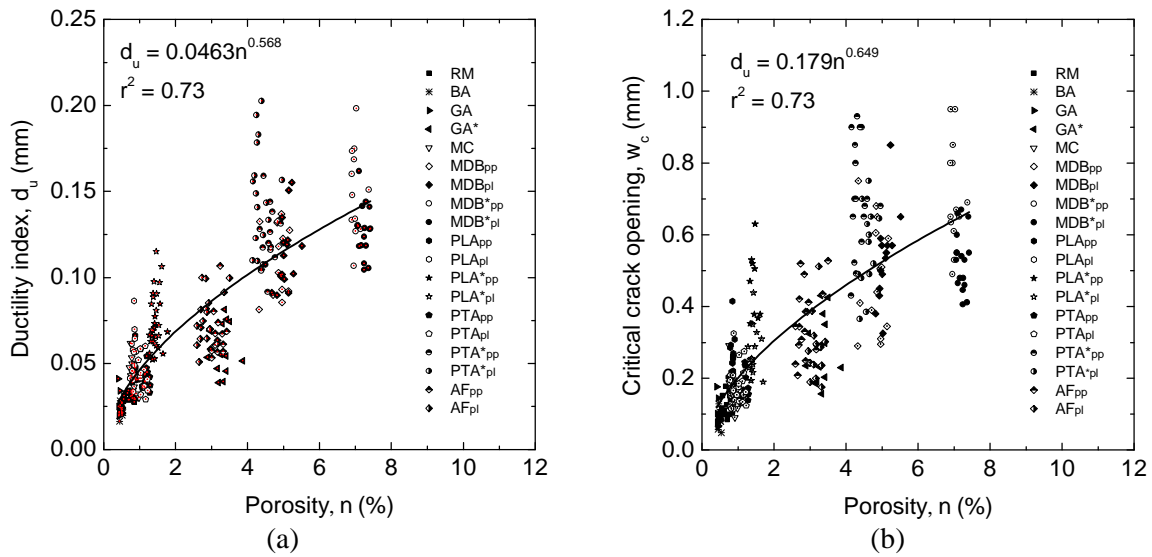 d_u = 0.0463n^0.568
r² = 0.73
Ductility index, d_u (mm)
0.25
0.20
0.15
0.10
0.05
0.00
0 2 4 6 8 10 12
Porosity, n (%)
RM
BA
GA
GA*
MC
MDBpp
MDBpl
MDB*pp
MDB*pl
PLApp
PLApl
PLA*pp
PLA*pl
PTApp
PTApl
PTA*pp
PTA*pl
AFpp
AFpl
(a)
d_u = 0.179n^0.649
r² = 0.73
Critical crack opening, w_c (mm)
1.2
1.0
0.8
0.6
0.4
0.2
0.0
0 2 4 6 8 10 12
Porosity, n (%)
RM
BA
GA
GA*
MC
MDBpp
MDBpl
MDB*pp
MDB*pl
PLApp
PLApl
PLA*pp
PLA*pl
PTApp
PTApl
PTA*pp
PTA*pl
AFpp
AFpl
(b)